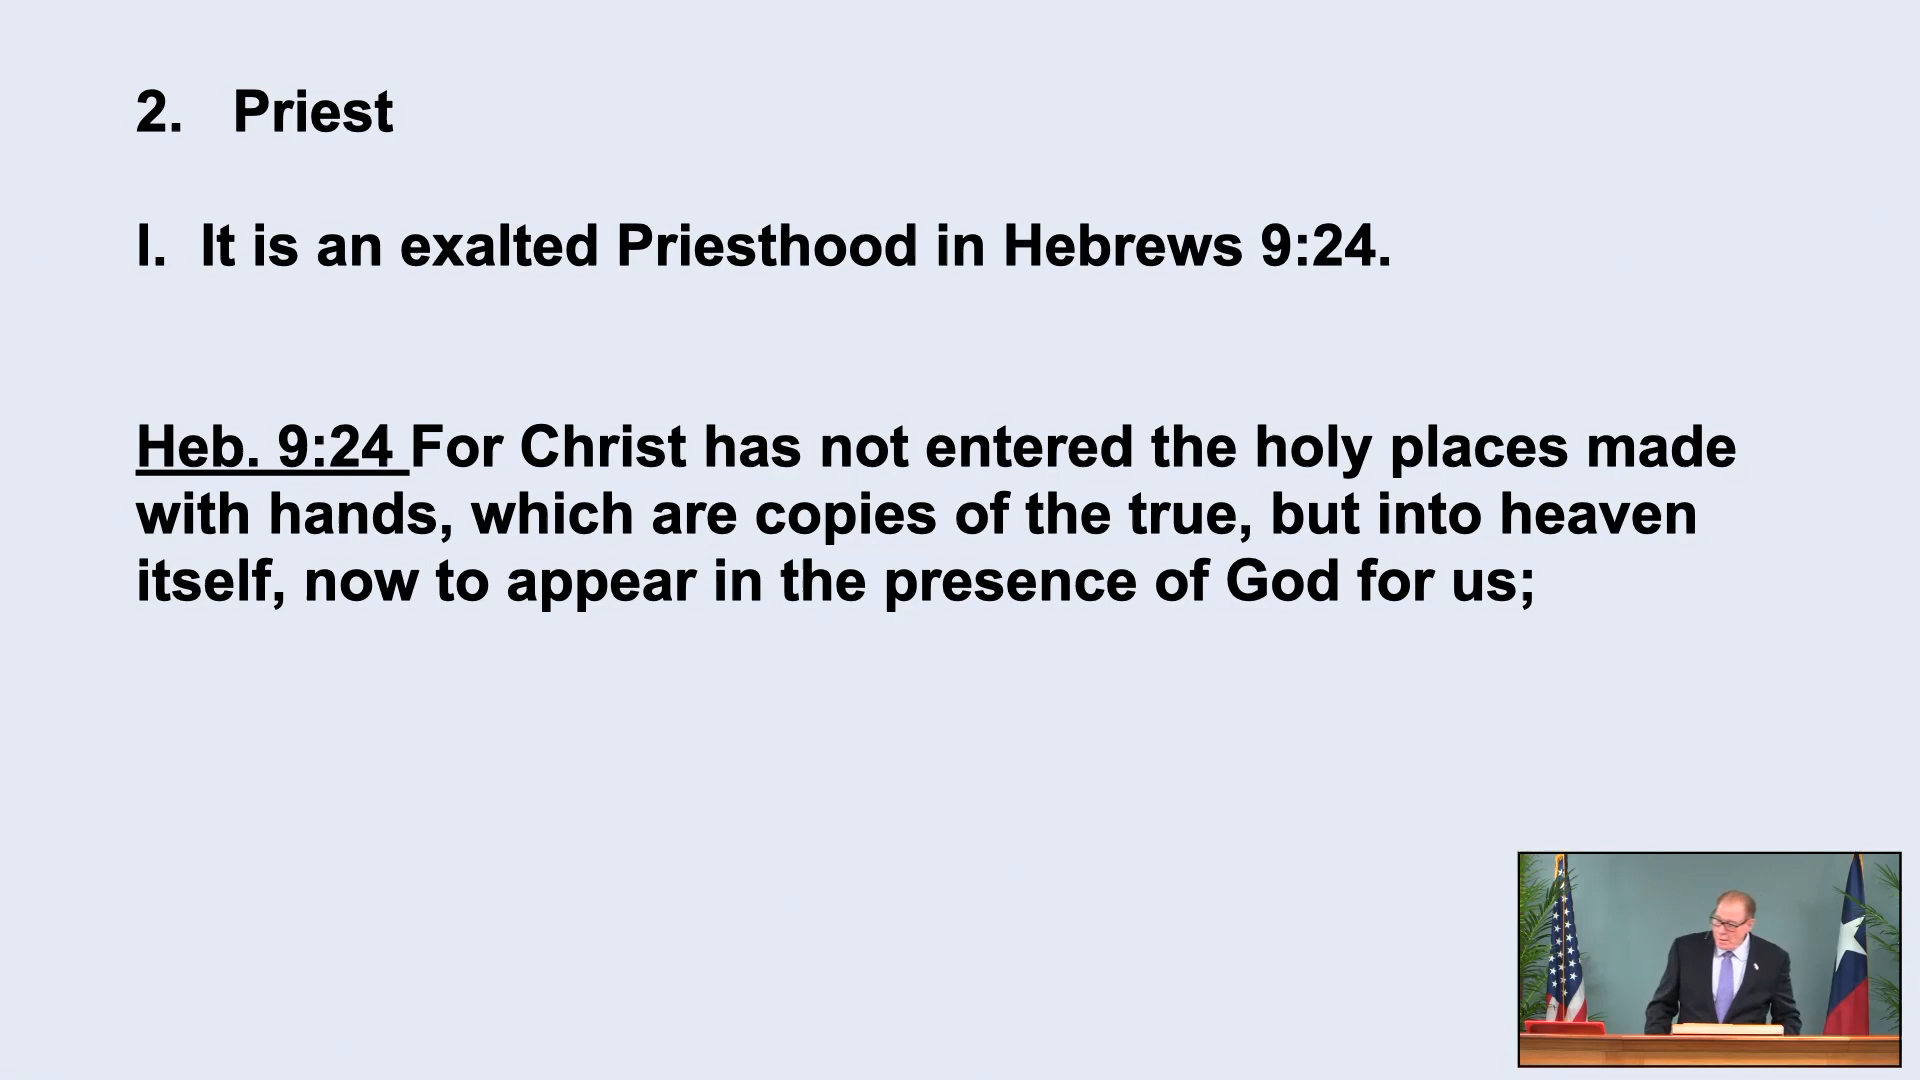 2. Priest
l. It is an exalted Priesthood in Hebrews 9:24.
Heb. 9:24 For Christ has not entered the holy places made
with hands, which are copies of the true, but into heaven
itself, now to appear in the presence of God for us;